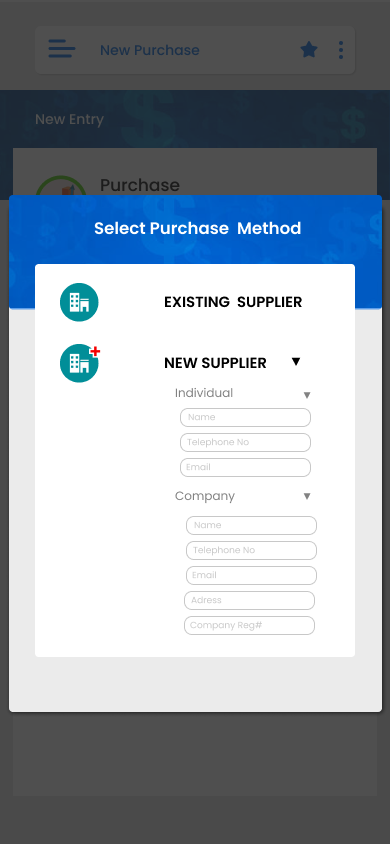 New Purchase
New Entry
Purchase
Select Purchase Method
EXISTING SUPPLIER
NEW SUPPLIER
Individual
Name
Telephone No
Email
Company
Name
Telephone No
Email
Adress
Company Reg#